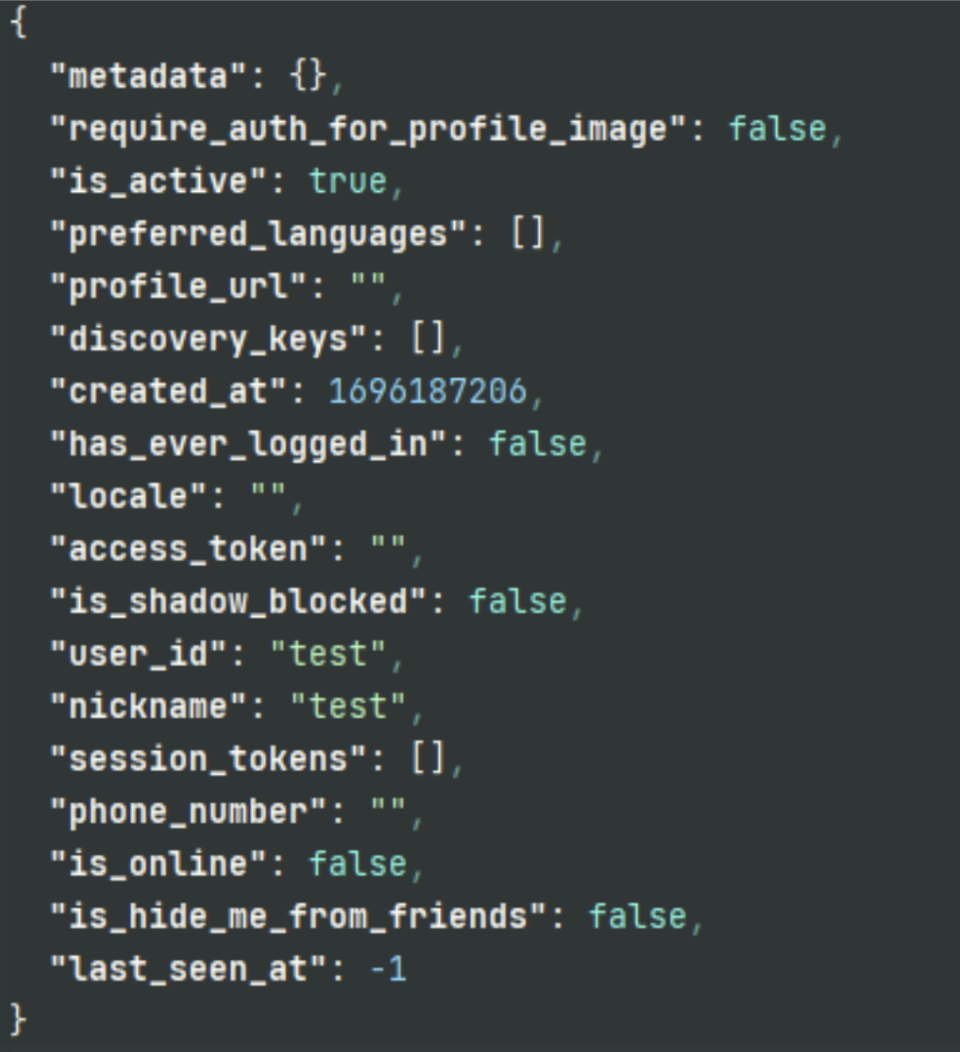 {
  "metadata": {},
  "require_auth_for_profile_image": false,
  "is_active": true,
  "preferred_languages": [],
  "profile_url": "",
  "discovery_keys": [],
  "created_at": 1696187206,
  "has_ever_logged_in": false,
  "locale": "",
  "access_token": "",
  "is_shadow_blocked": false,
  "user_id": "test",
  "nickname": "test",
  "session_tokens": [],
  "phone_number": "",
  "is_online": false,
  "is_hide_me_from_friends": false,
  "last_seen_at": -1
}